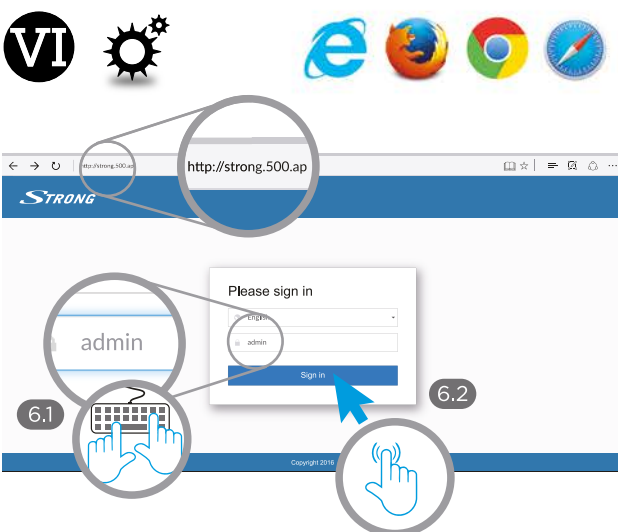 VI
http://strong.500.ap
http://strong.500.ap
STRONG
Please sign in
English
admin
admin
Sign in
6.1
6.2
Copyright 2016